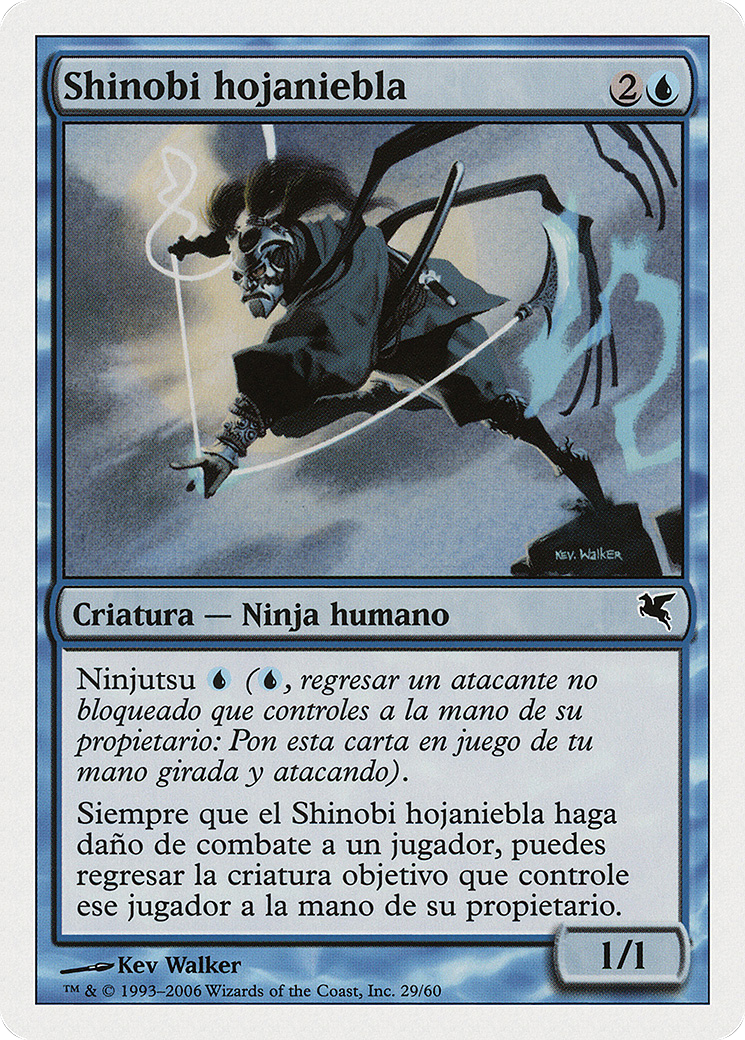 Shinobi hojaniebla 2
KEV. WALKER
Criatura — Ninja humano
Ninjutsu (, regresar un atacante no
bloqueado que controles a la mano de su
propietario: Pon esta carta en juego de tu
mano girada y atacando).
Siempre que el Shinobi hojaniebla haga
daño de combate a un jugador, puedes
regresar la criatura objetivo que controle
ese jugador a la mano de su propietario.
1/1
Kev Walker
™ & © 1993–2006 Wizards of the Coast, Inc. 29/60